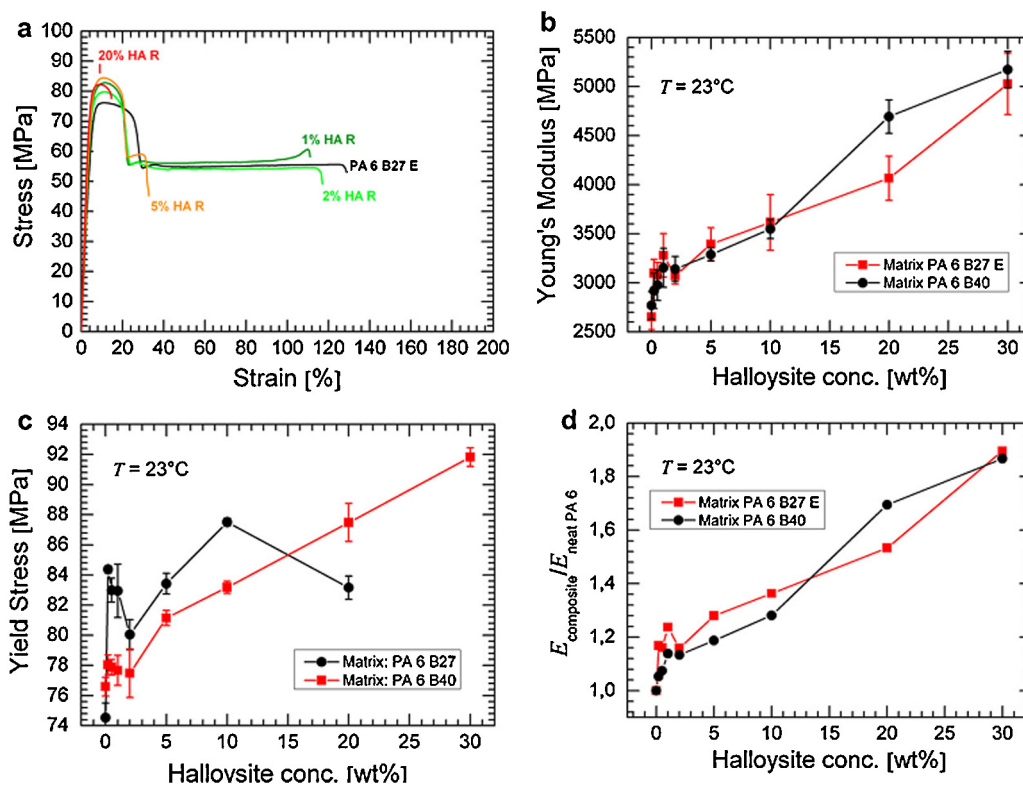 a
100
90
80
70
60
50
40
30
20
10
0
Stress [MPa]
20% HA R
1% HA R
PA 6 B27 E
2% HA R
5% HA R
0 20 40 60 80 100 120 140 160 180 200
Strain [%]
b
5500
5000
4500
4000
3500
3000
2500
Young's Modulus [MPa]
T = 23°C
Matrix PA 6 B27 E
Matrix PA 6 B40
0 5 10 15 20 25 30
Halloysite conc. [wt%]
c
94
92
90
88
86
84
82
80
78
76
74
Yield Stress [MPa]
T = 23°C
Matrix: PA 6 B27
Matrix: PA 6 B40
0 5 10 15 20 25 30
Halloysite conc. [wt%]
d
2,0
1,8
1,6
1,4
1,2
1,0
Ecomposite/Eneat PA 6
T = 23°C
Matrix PA 6 B27 E
Matrix PA 6 B40
0 5 10 15 20 25 30
Halloysite conc. [wt%]